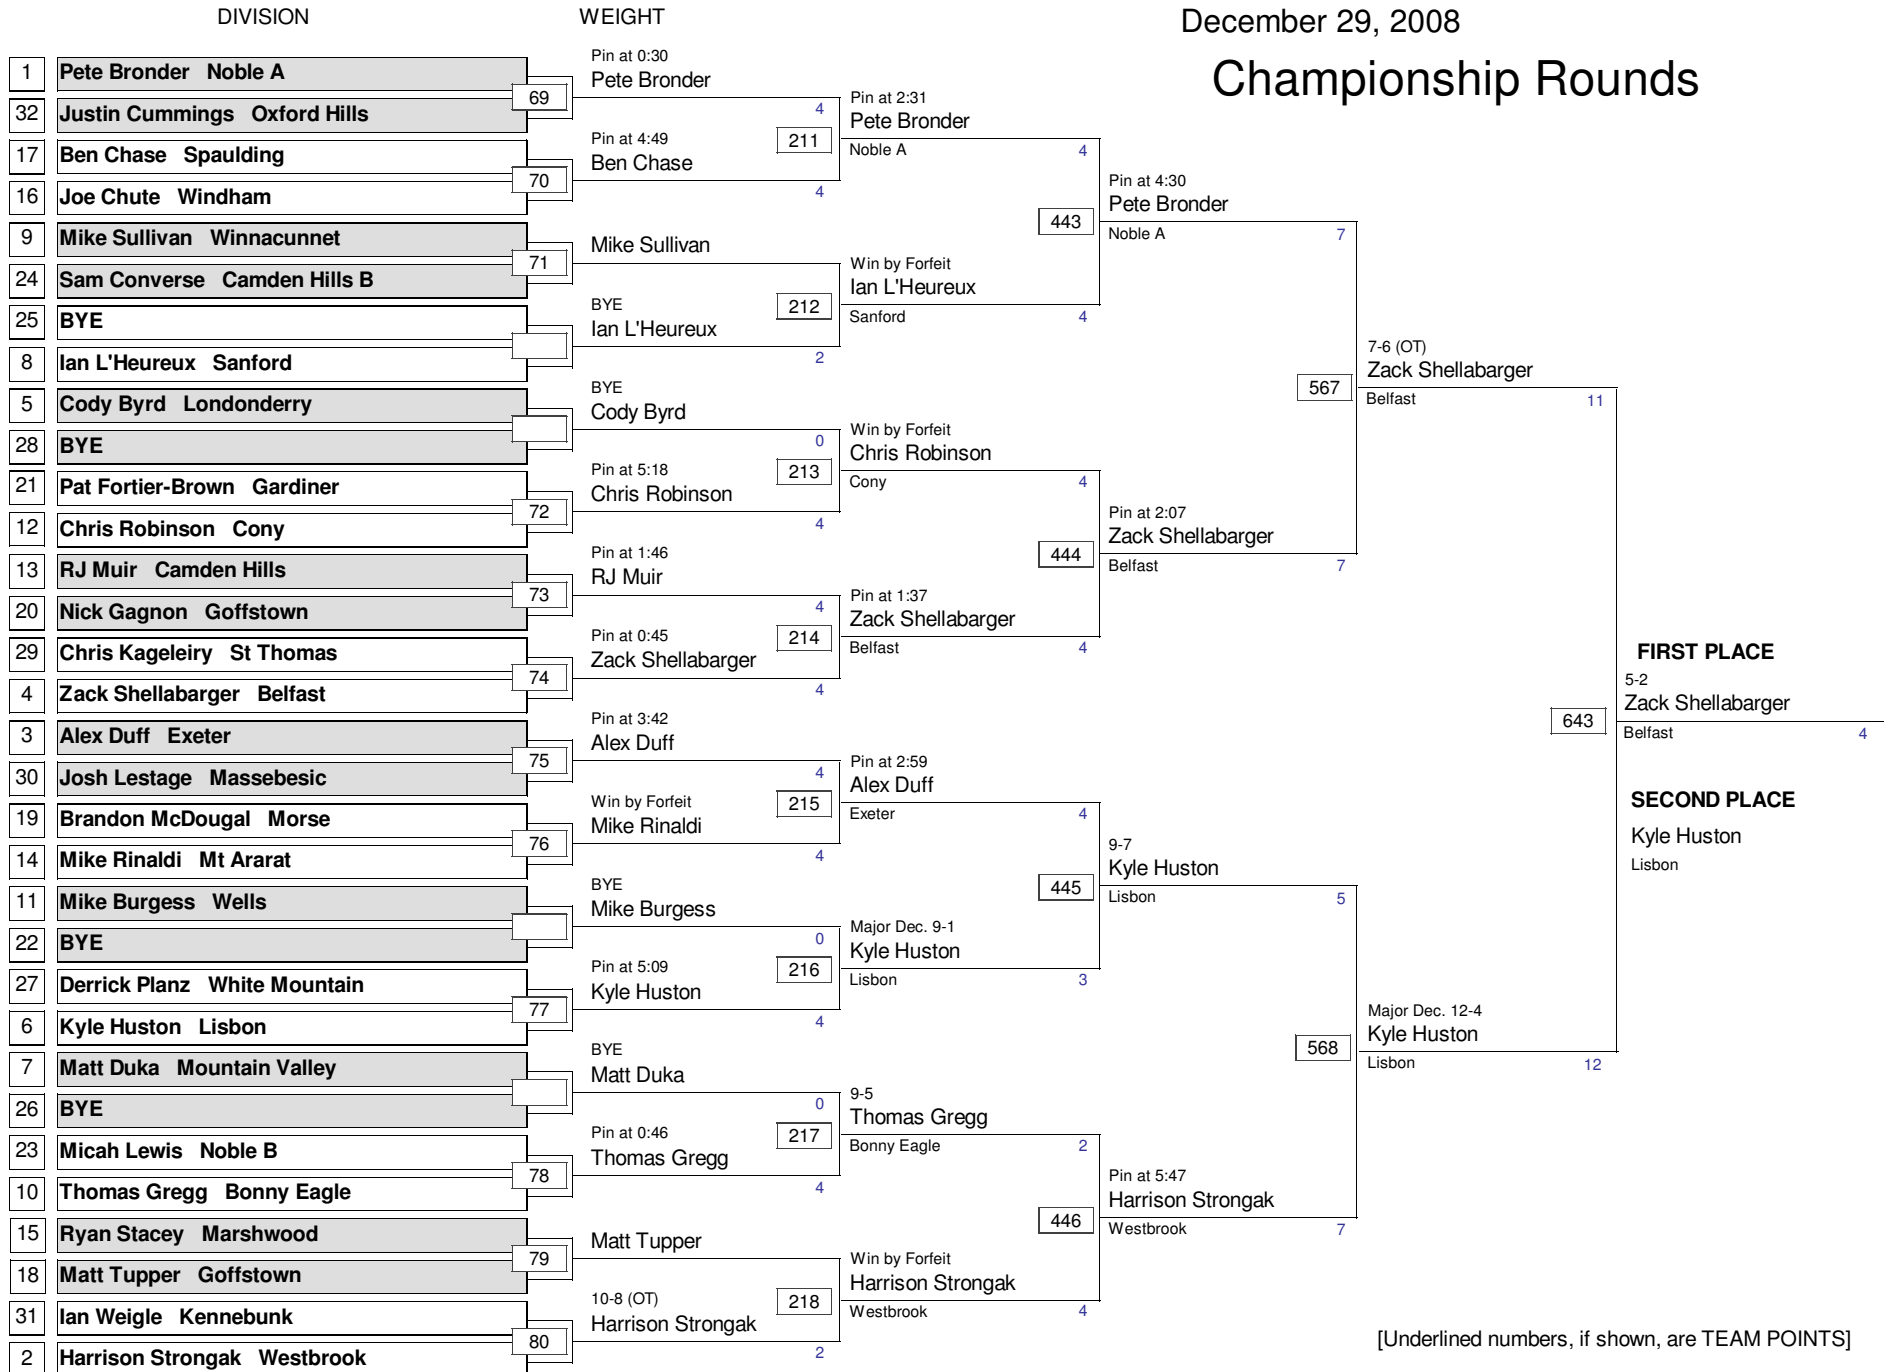 DIVISION
WEIGHT
December 29, 2008
Championship Rounds
1 Pete Bronder Noble A
32 Justin Cummings Oxford Hills
17 Ben Chase Spaulding
16 Joe Chute Windham
9 Mike Sullivan Winnacunnet
24 Sam Converse Camden Hills B
25 BYE
8 Ian L'Heureux Sanford
5 Cody Byrd Londonderry
28 BYE
21 Pat Fortier-Brown Gardiner
12 Chris Robinson Cony
13 RJ Muir Camden Hills
20 Nick Gagnon Goffstown
29 Chris Kageleiry St Thomas
4 Zack Shellabarger Belfast
3 Alex Duff Exeter
30 Josh Lestage Massebesic
19 Brandon McDougal Morse
14 Mike Rinaldi Mt Ararat
11 Mike Burgess Wells
22 BYE
27 Derrick Planz White Mountain
6 Kyle Huston Lisbon
7 Matt Duka Mountain Valley
26 BYE
23 Micah Lewis Noble B
10 Thomas Gregg Bonny Eagle
15 Ryan Stacey Marshwood
18 Matt Tupper Goffstown
31 Ian Weigle Kennebunk
2 Harrison Strongak Westbrook
69
70
71
72
73
74
75
76
77
78
79
80
Pin at 0:30
Pete Bronder
4
Pin at 4:49
Ben Chase
4
Mike Sullivan
BYE
Ian L'Heureux
2
BYE
Cody Byrd
0
Pin at 5:18
Chris Robinson
4
Pin at 1:46
RJ Muir
4
Pin at 0:45
Zack Shellabarger
4
Pin at 3:42
Alex Duff
4
Win by Forfeit
Mike Rinaldi
4
BYE
Mike Burgess
0
Pin at 5:09
Kyle Huston
4
BYE
Matt Duka
0
Pin at 0:46
Thomas Gregg
4
Matt Tupper
10-8 (OT)
Harrison Strongak
2
211
212
213
214
215
216
217
218
Pin at 2:31
Pete Bronder
Noble A 4
Win by Forfeit
Ian L'Heureux
Sanford 4
Win by Forfeit
Chris Robinson
Cony 4
Pin at 1:37
Zack Shellabarger
Belfast 4
Pin at 2:59
Alex Duff
Exeter 4
Major Dec. 9-1
Kyle Huston
Lisbon 3
9-5
Thomas Gregg
Bonny Eagle 2
Win by Forfeit
Harrison Strongak
Westbrook 4
443
444
445
446
Pin at 4:30
Pete Bronder
Noble A 7
Pin at 2:07
Zack Shellabarger
Belfast 7
9-7
Kyle Huston
Lisbon 5
Pin at 5:47
Harrison Strongak
Westbrook 7
567
568
7-6 (OT)
Zack Shellabarger
Belfast 11
Major Dec. 12-4
Kyle Huston
Lisbon 12
643
FIRST PLACE
5-2
Zack Shellabarger
Belfast 4
SECOND PLACE
Kyle Huston
Lisbon
[Underlined numbers, if shown, are TEAM POINTS]